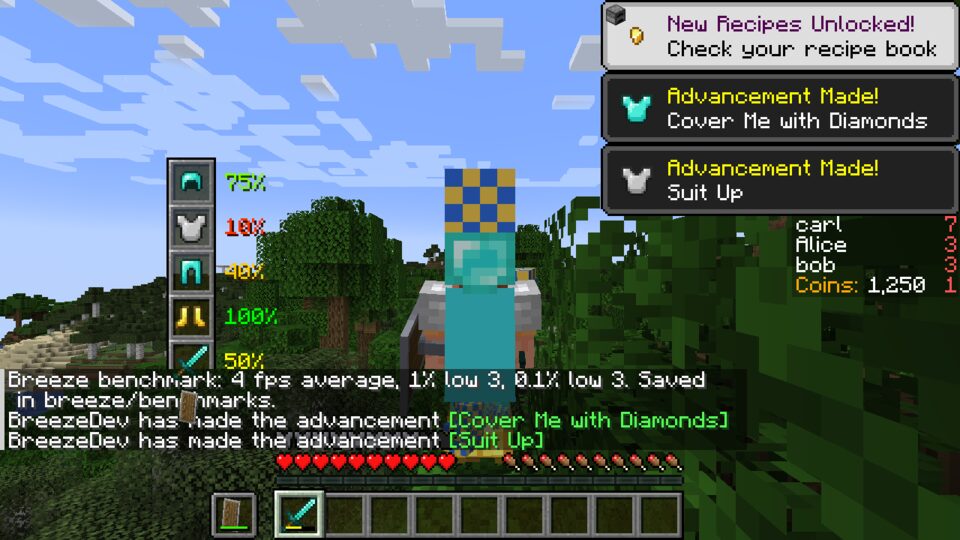 New Recipes Unlocked!
Check your recipe book
Advancement Made!
Cover Me with Diamonds
Advancement Made!
Suit Up
75%
10%
40%
100%
50%
carl 7
Alice 3
bob 3
Coins: 1,250 1
Breeze benchmark: 4 fps average, 1% low 3, 0.1% low 3. Saved
in breeze/benchmarks.
BreezeDev has made the advancement [Cover Me with Diamonds]
BreezeDev has made the advancement [Suit Up]